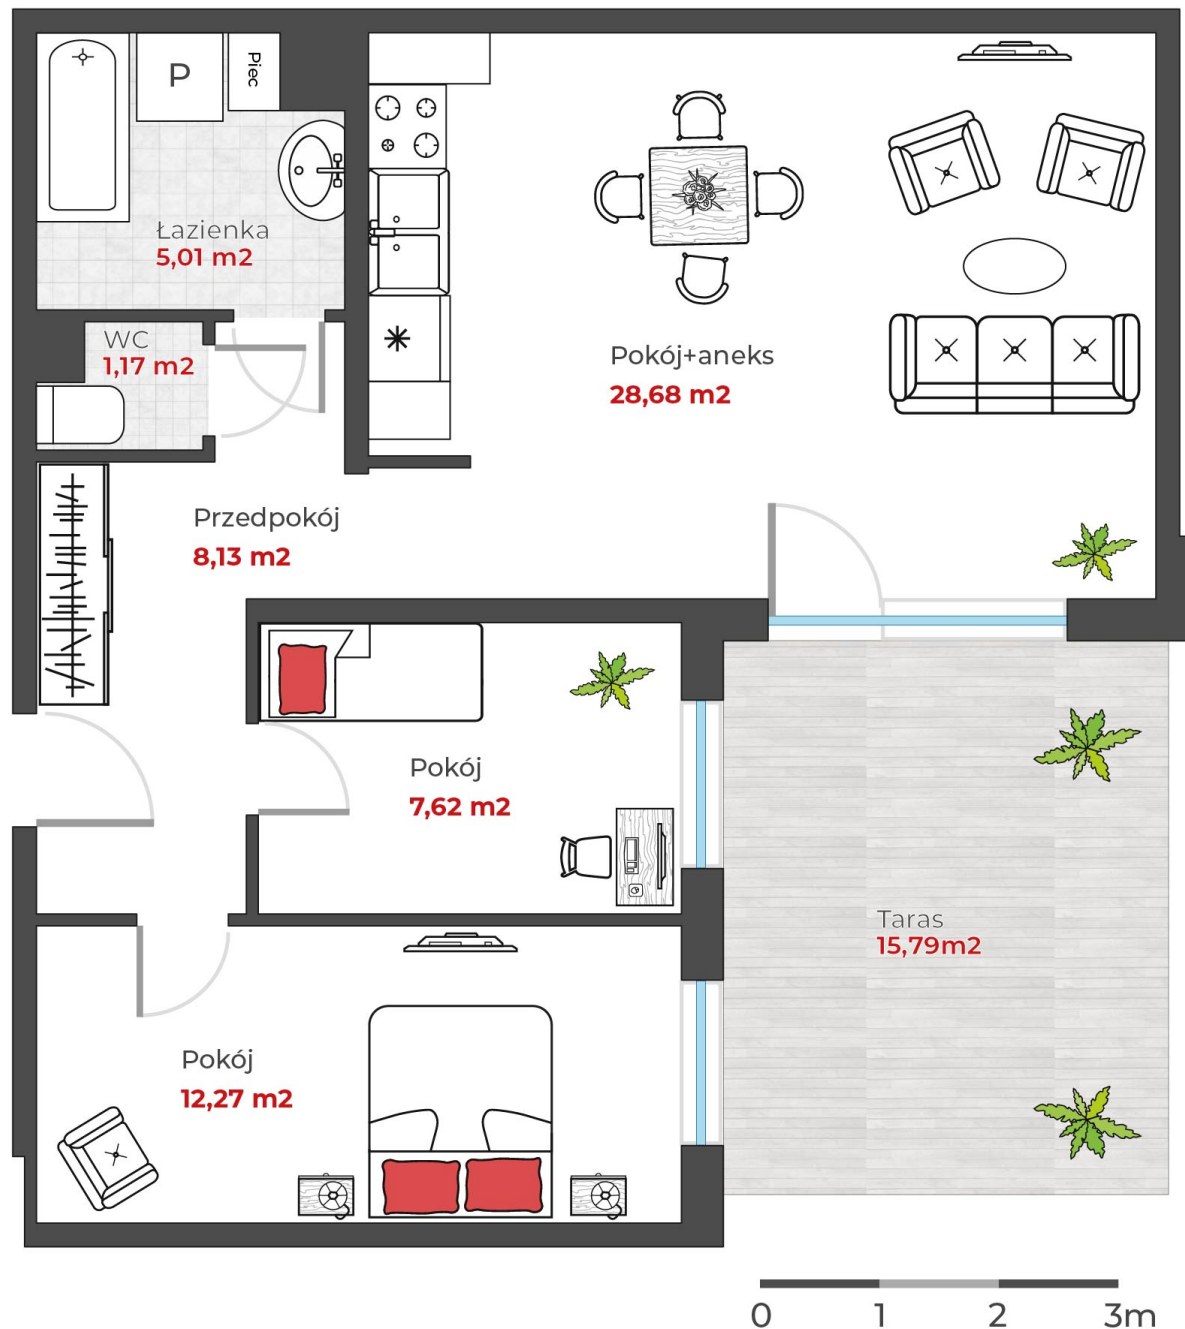 P
Piec
Łazienka
5,01 m2
WC
1,17 m2
Pokój+aneks
28,68 m2
Przedpokój
8,13 m2
Pokój
7,62 m2
Taras
15,79m2
Pokój
12,27 m2
0 1 2 3m